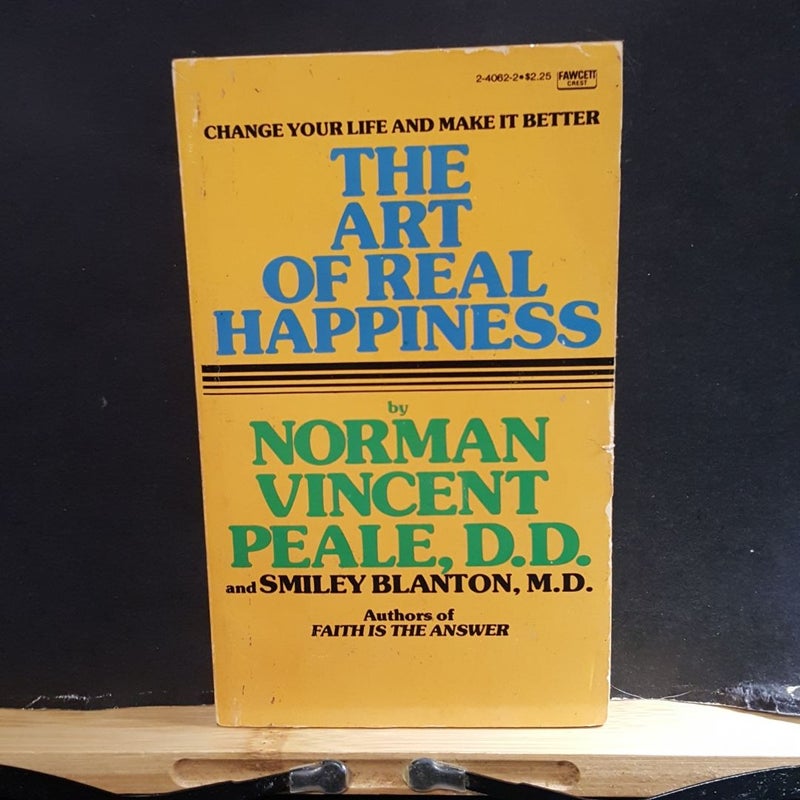 2-4062-2•$2.25 FAWCETT
CREST
CHANGE YOUR LIFE AND MAKE IT BETTER
THE
ART
OF REAL
HAPPINESS
by
NORMAN
VINCENT
PEALE, D.D.
and SMILEY BLANTON, M.D.
Authors of
FAITH IS THE ANSWER